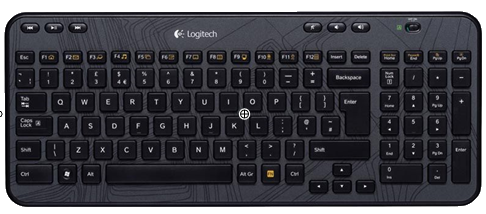 Logitech
Esc F1 F2 F3 F4 F5 F6 F7 F8 F9 F10 F11 F12 Insert Delete
1 2 3 4 5 6 7 8 9 0 Backspace
Tab Q W E R T Y U I O P Enter
Caps Lock A S D F G H J K L
Shift Z X C V B N M Shift
Ctrl Alt Alt Gr Ctrl
Num Lock
7 Home 8 9 PgUp
4 5 6
1 End 2 3 PgDn Enter
0 Ins . Del